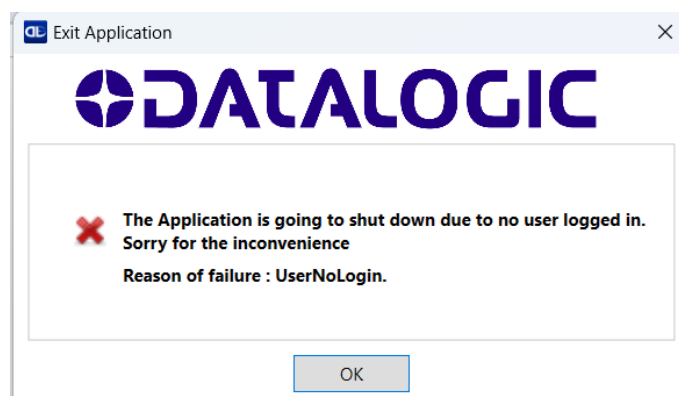 Exit Application
DATALOGIC
The Application is going to shut down due to no user logged in.
Sorry for the inconvenience
Reason of failure : UserNoLogin.
OK